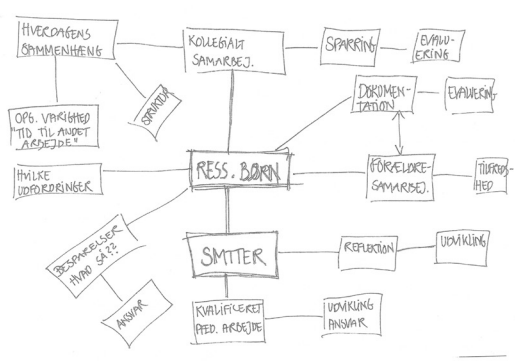 HVERDAGENS
SAMMENHÆNG
KOLLEGIALT
SAMARBEJ.
SPARRING
EVALU-
ERING
STRUKTUR
DOKUMEN-
TATION
EVALUERING
OPG. VARIGHED
"TID TIL ANDET
ARBEJDE"
HVILKE
UDFORDRINGER
RESS. BØRN
FORÆLDRE-
SAMARBEJ.
TILFREDS-
HED
BESPARELSER
HVAD SÅ??
SMTTER
REFLEKTION
UDVIKLING
ANSVAR
KVALIFICERET
PÆD. ARBEJDE
UDVIKLING
ANSVAR